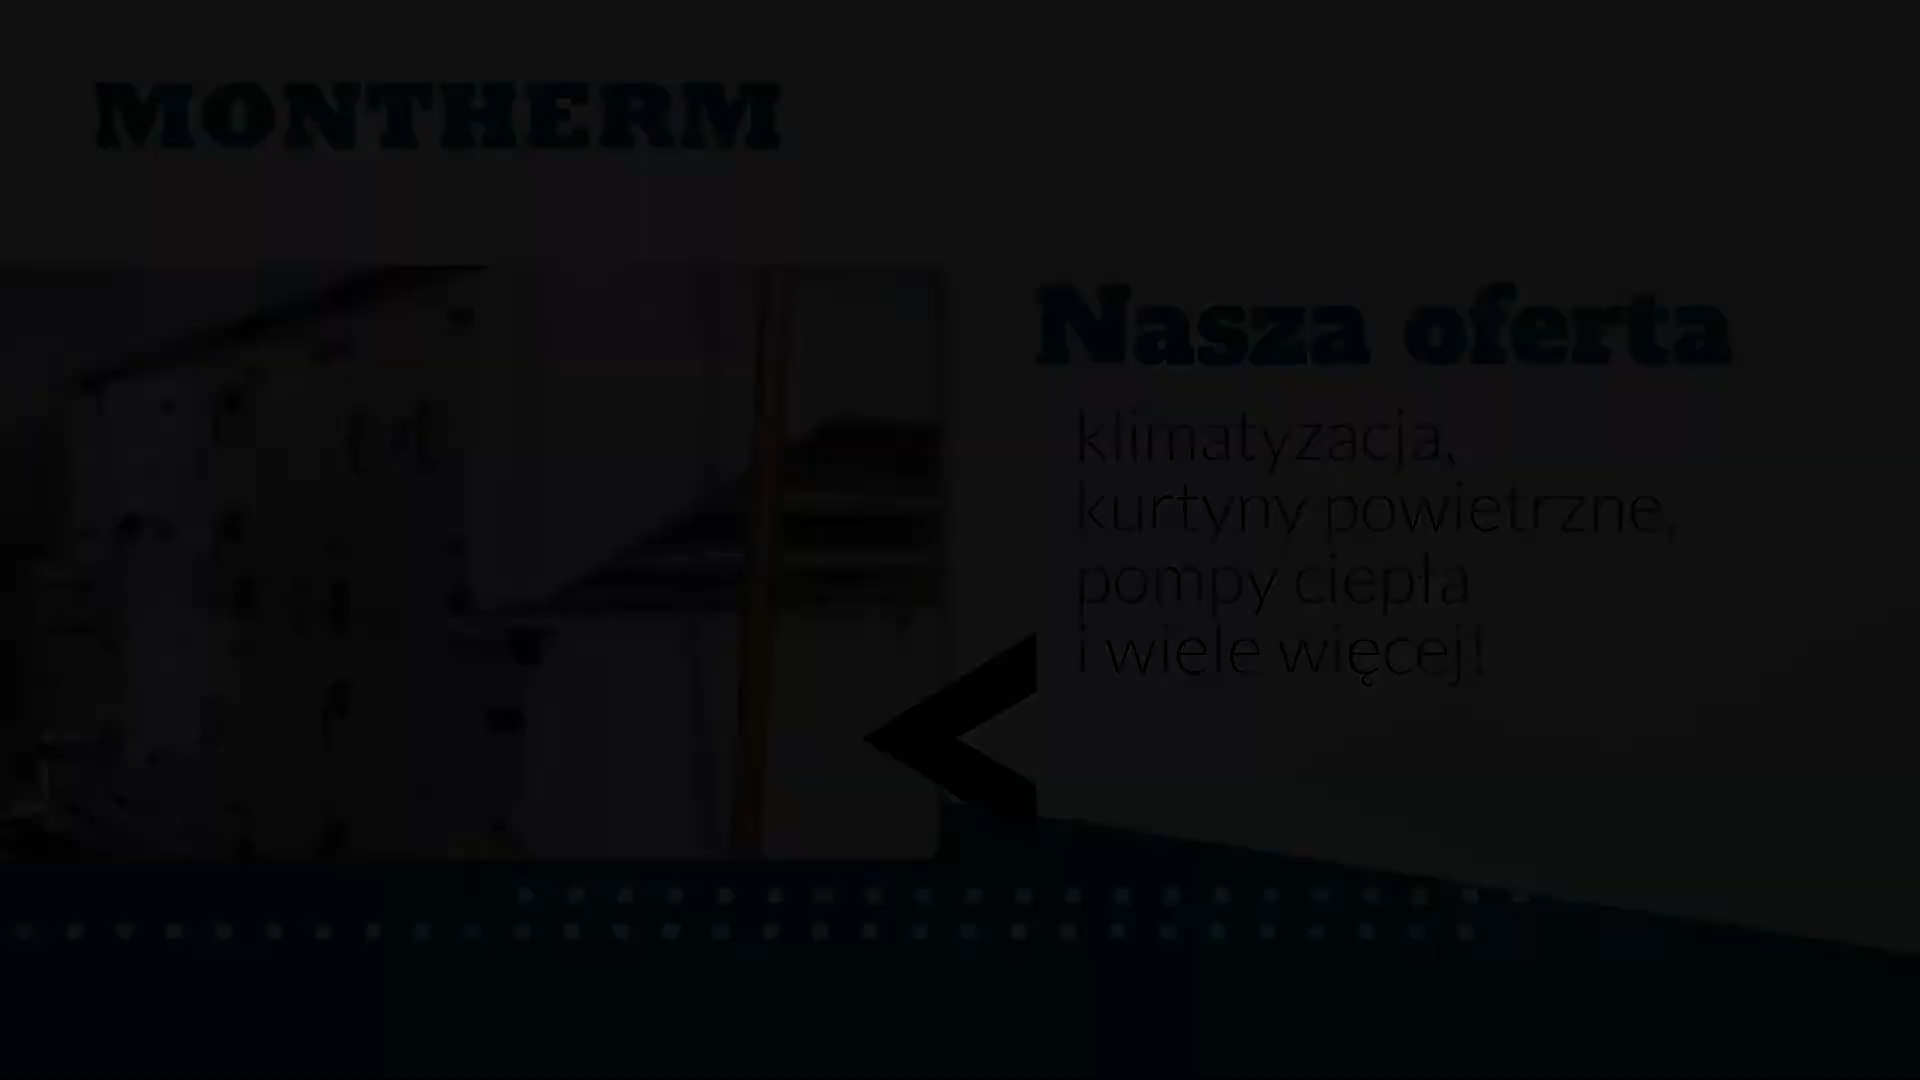 MONTHERM
Nasza oferta
klimatyzacja,
kurtyny powietrzne,
pompy ciepła
i wiele więcej!